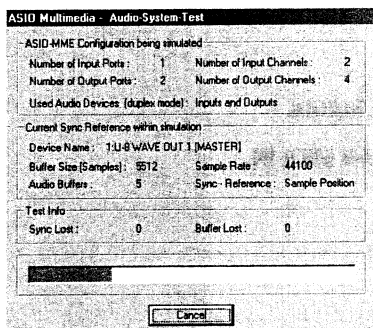 ASIO Multimedia - Audio-System-Test
ASIO-MME Configuration being simulated
Number of Input Ports : 1 Number of Input Channels : 2
Number of Output Ports : 2 Number of Output Channels : 4
Used Audio Devices (duplex mode) : Inputs and Outputs
Current Sync Reference within simulation
Device Name : 1:U-8 WAVE OUT 1 [MASTER]
Buffer Size (Samples) : 5512 Sample Rate : 44100
Audio Buffers : 5 Sync - Reference : Sample Position
Test Info
Sync Lost : 0 Buffer Lost : 0
Cancel